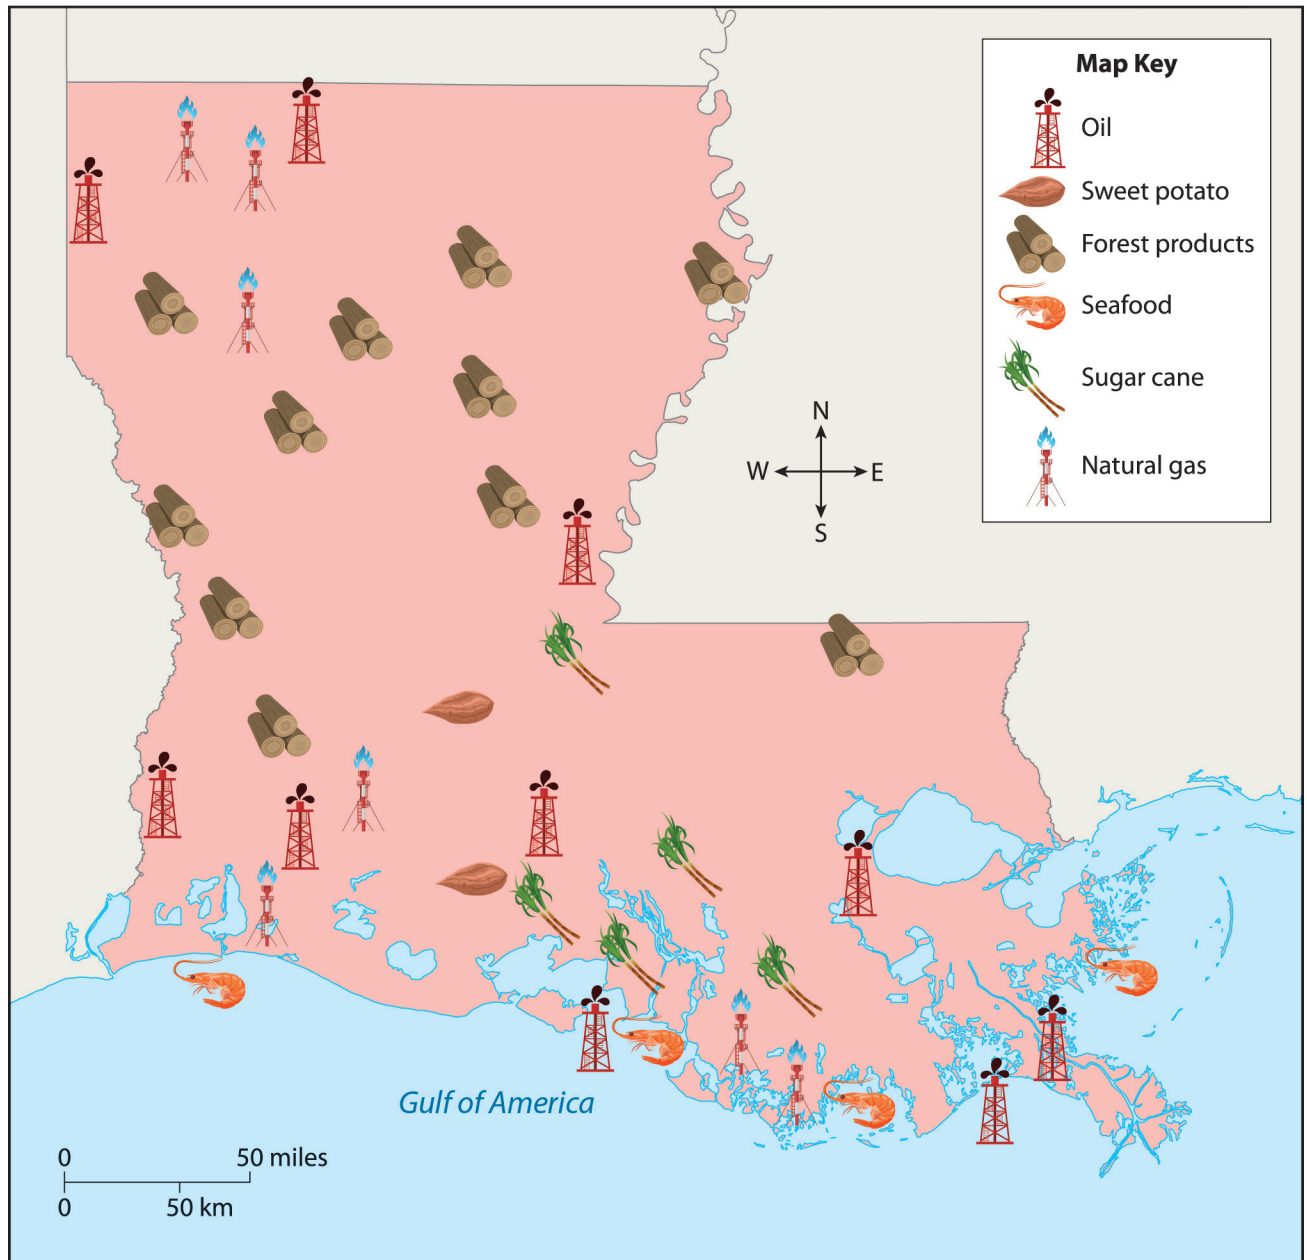 Map Key
Oil
Sweet potato
Forest products
Seafood
Sugar cane
Natural gas
N
W E
S
Gulf of America
0 50 miles
0 50 km